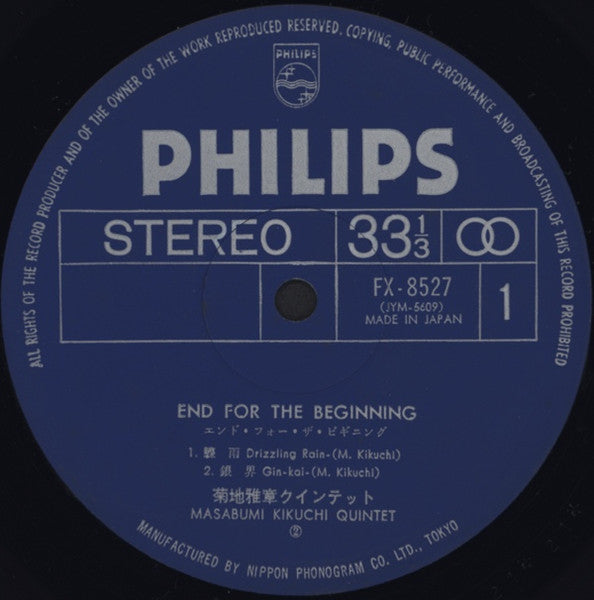 ALL RIGHTS OF THE RECORD PRODUCER AND OF THE OWNER OF THE WORK REPRODUCED RESERVED. COPYING, PUBLIC PERFORMANCE AND BROADCASTING OF THIS RECORD PROHIBITED
PHILIPS
PHILIPS
STEREO 33 1/3
FX-8527
(JYM-5609)
MADE IN JAPAN
1
END FOR THE BEGINNING
エンド・フォー・ザ・ビギニング
1. 驟雨 Drizzling Rain-(M. Kikuchi)
2. 銀界 Gin-kai-(M. Kikuchi)
菊地雅章クインテット
MASABUMI KIKUCHI QUINTET
②
MANUFACTURED BY NIPPON PHONOGRAM CO. LTD., TOKYO